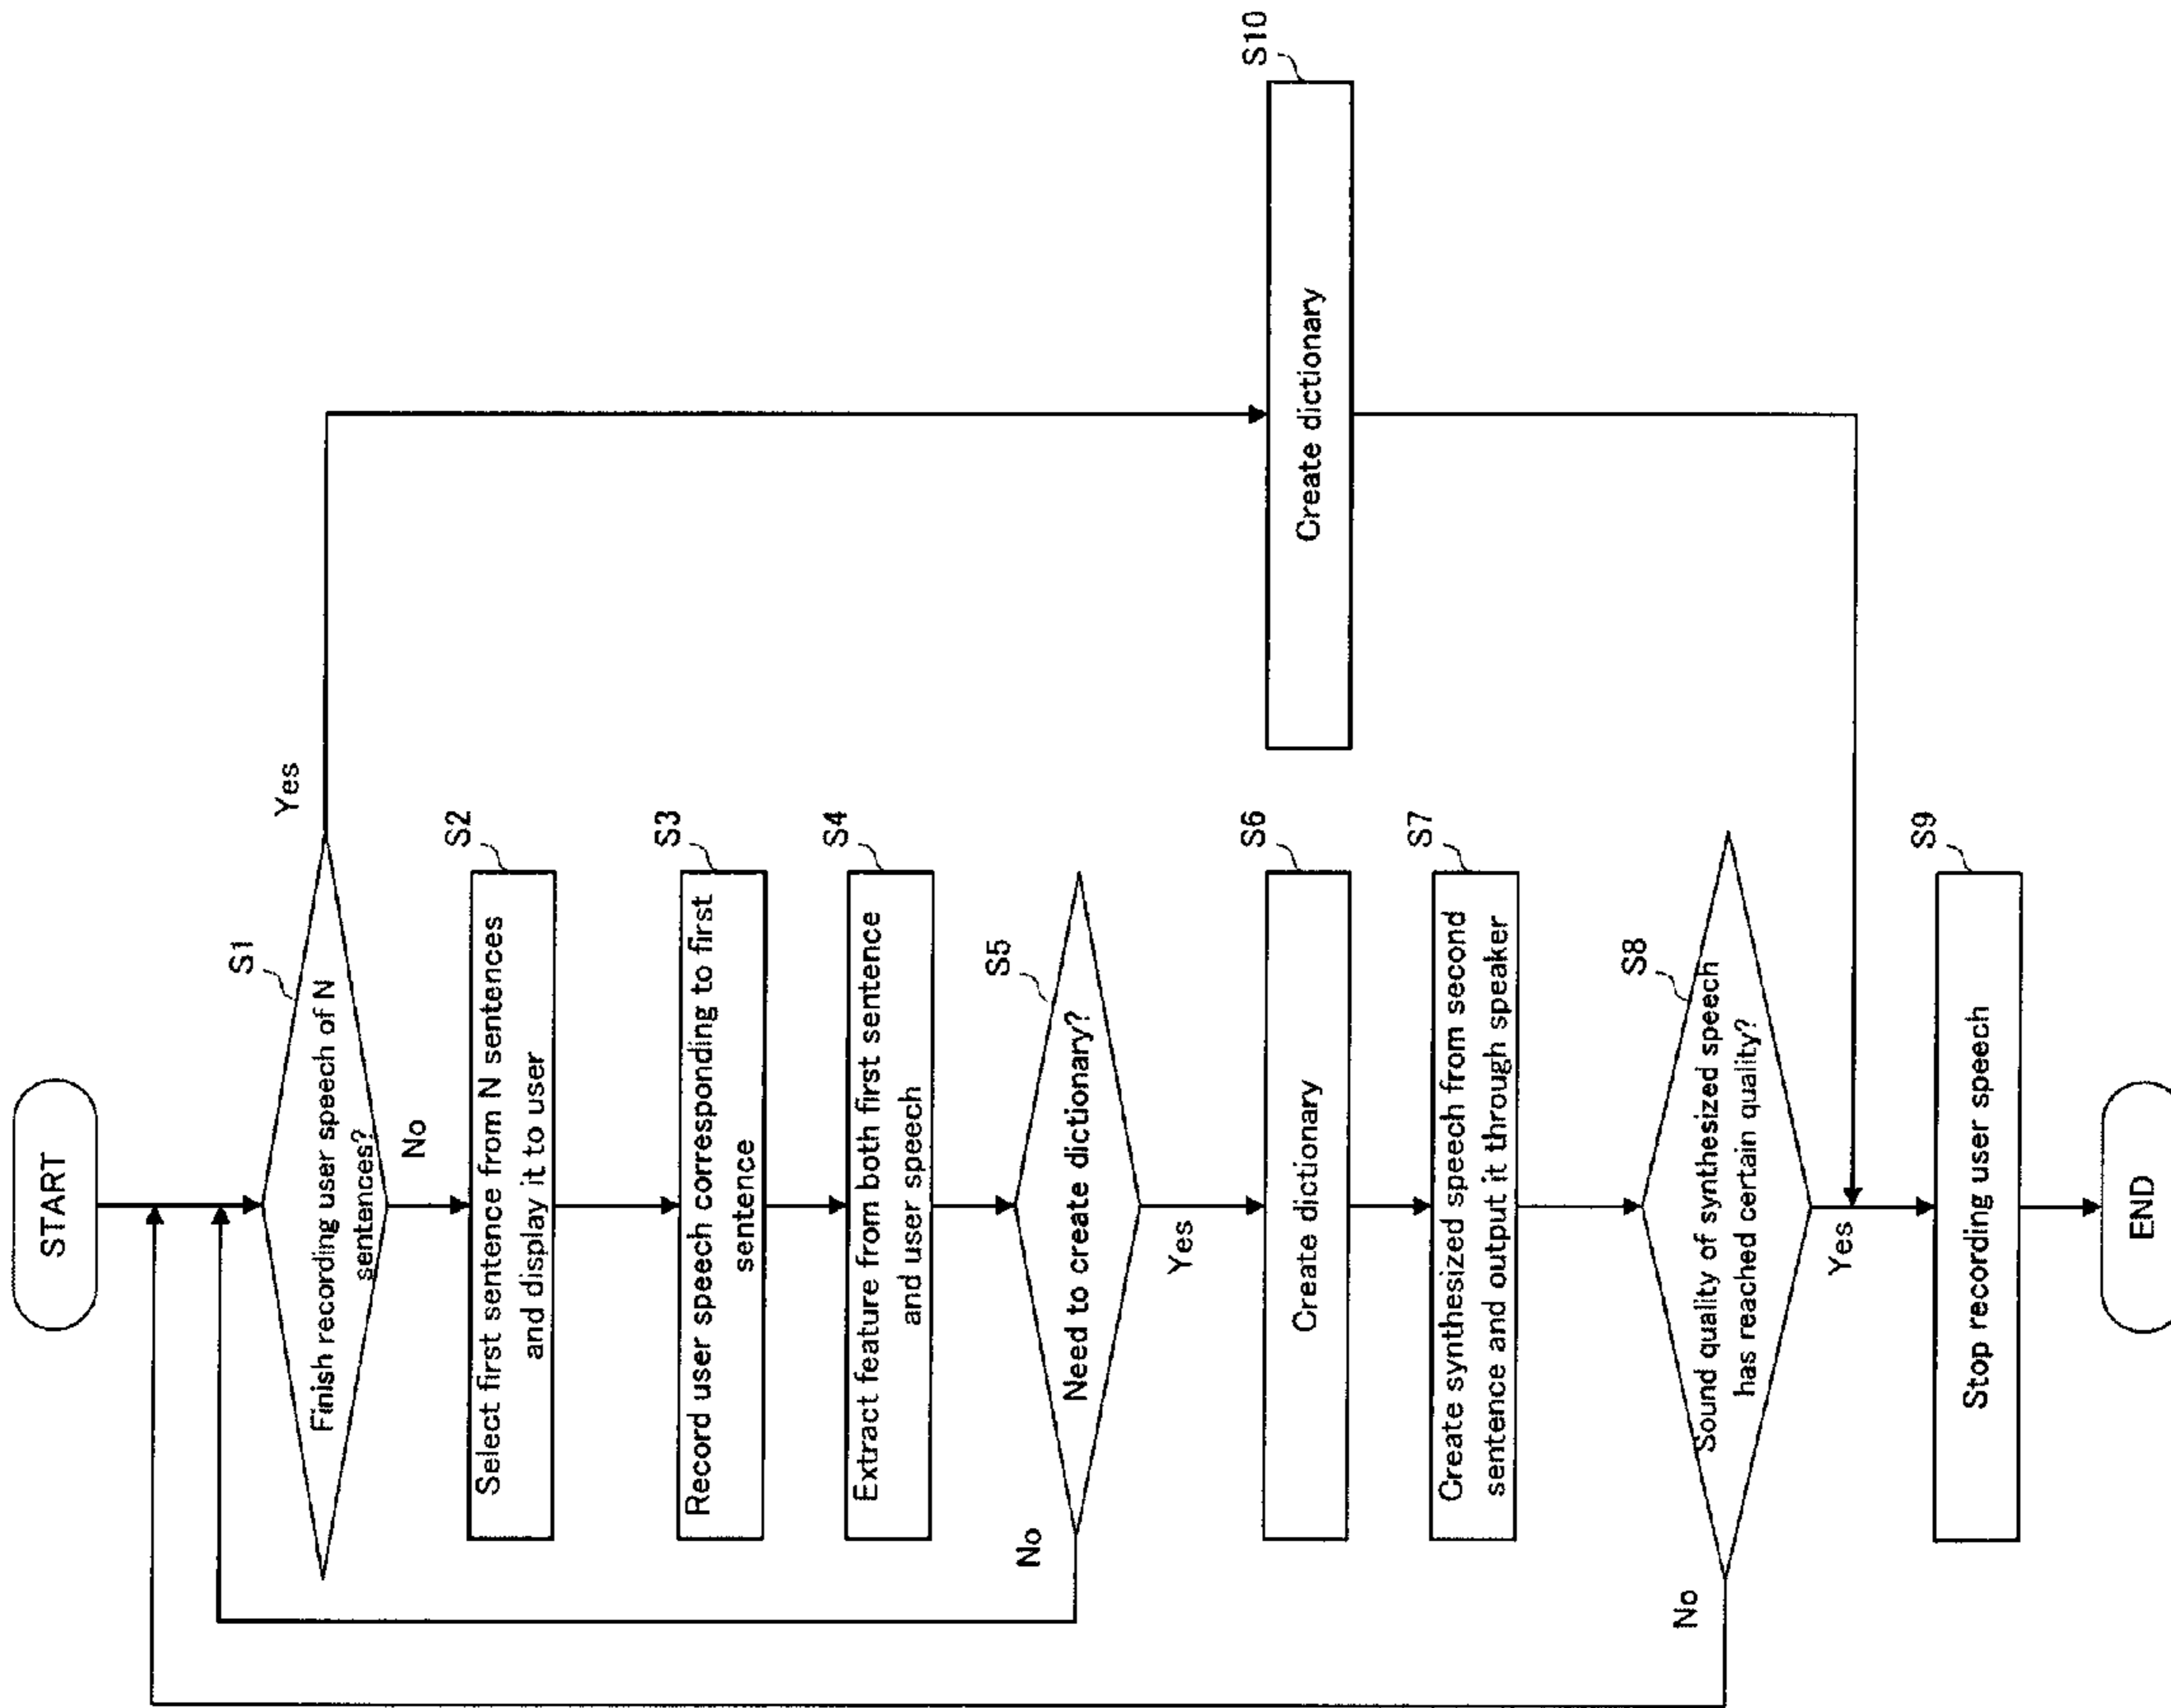 START
S1
Finish recording user speech of N
sentences?
Yes
No
S2
Select first sentence from N sentences
and display it to user
S3
Record user speech corresponding to first
sentence
S4
Extract feature from both first sentence
and user speech
S5
Need to create dictionary?
No
Yes
S6
Create dictionary
S10
Create dictionary
S7
Create synthesized speech from second
sentence and output it through speaker
S8
Sound quality of synthesized speech
has reached certain quality?
No
Yes
S9
Stop recording user speech
END